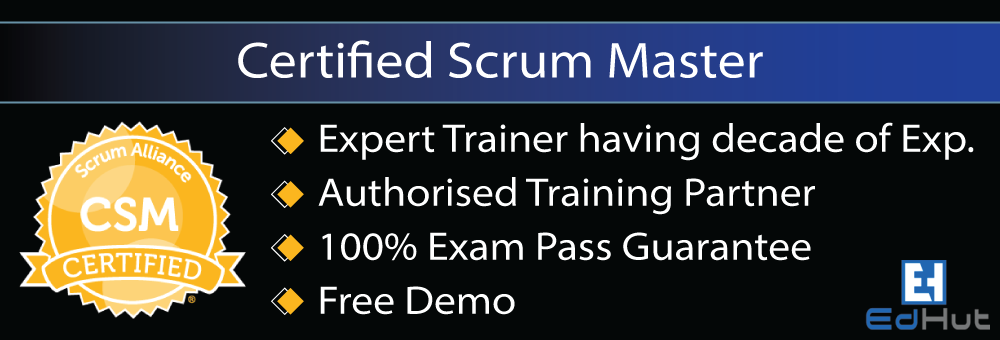 Certified Scrum Master
Scrum Alliance
CSM
CERTIFIED
®
Expert Trainer having decade of Exp.
Authorised Training Partner
100% Exam Pass Guarantee
Free Demo
EH
EdHut